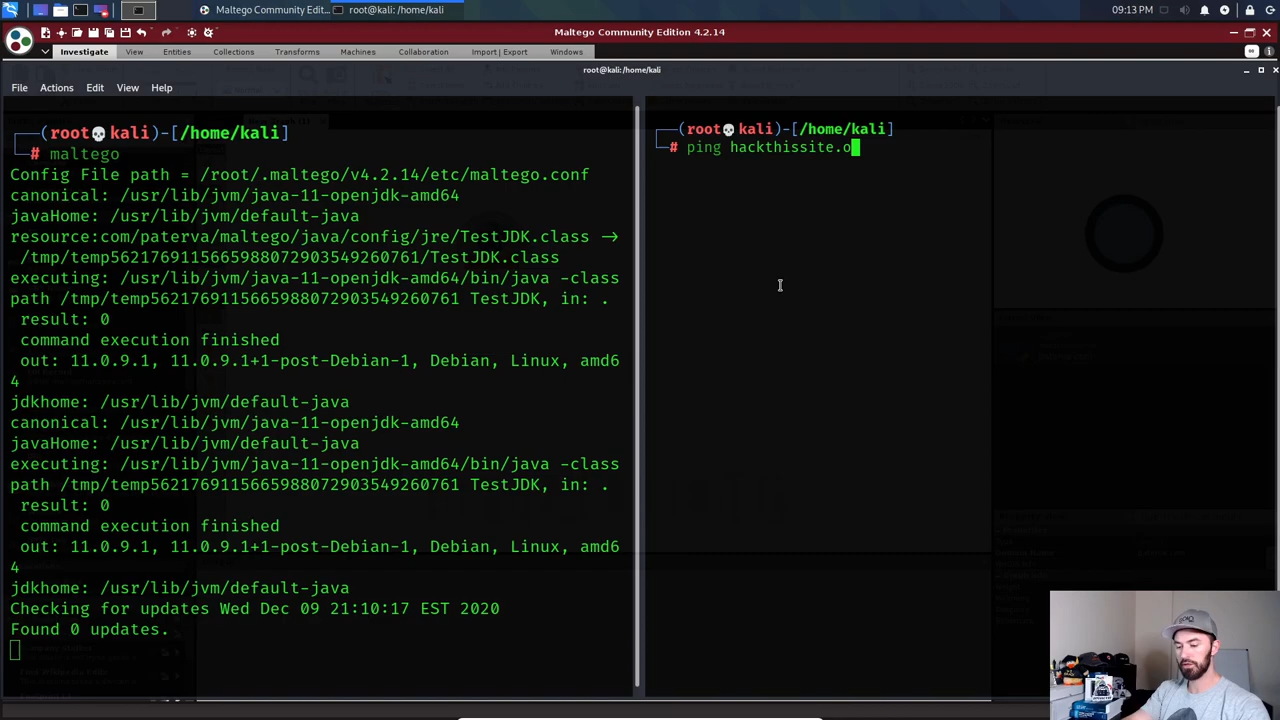 Maltego Community Edit...
root@kali: /home/kali
09:13 PM
Maltego Community Edition 4.2.14
Investigate View Entities Collections Transforms Machines Collaboration Import | Export Windows
root@kali:/home/kali
File Actions Edit View Help
┌──(root💀kali)-[/home/kali]
└─# maltego
Config File path = /root/.maltego/v4.2.14/etc/maltego.conf
canonical: /usr/lib/jvm/java-11-openjdk-amd64
javaHome: /usr/lib/jvm/default-java
resource:com/paterva/maltego/java/config/jre/TestJDK.class →
/tmp/temp5621769115665988072903549260761/TestJDK.class
executing: /usr/lib/jvm/java-11-openjdk-amd64/bin/java -class
path /tmp/temp5621769115665988072903549260761 TestJDK, in: .
result: 0
command execution finished
out: 11.0.9.1, 11.0.9.1+1-post-Debian-1, Debian, Linux, amd6
4
jdkhome: /usr/lib/jvm/default-java
canonical: /usr/lib/jvm/java-11-openjdk-amd64
javaHome: /usr/lib/jvm/default-java
executing: /usr/lib/jvm/java-11-openjdk-amd64/bin/java -class
path /tmp/temp5621769115665988072903549260761 TestJDK, in: .
result: 0
command execution finished
out: 11.0.9.1, 11.0.9.1+1-post-Debian-1, Debian, Linux, amd6
4
jdkhome: /usr/lib/jvm/default-java
Checking for updates Wed Dec 09 21:10:17 EST 2020
Found 0 updates.
┌──(root💀kali)-[/home/kali]
└─# ping hackthissite.o